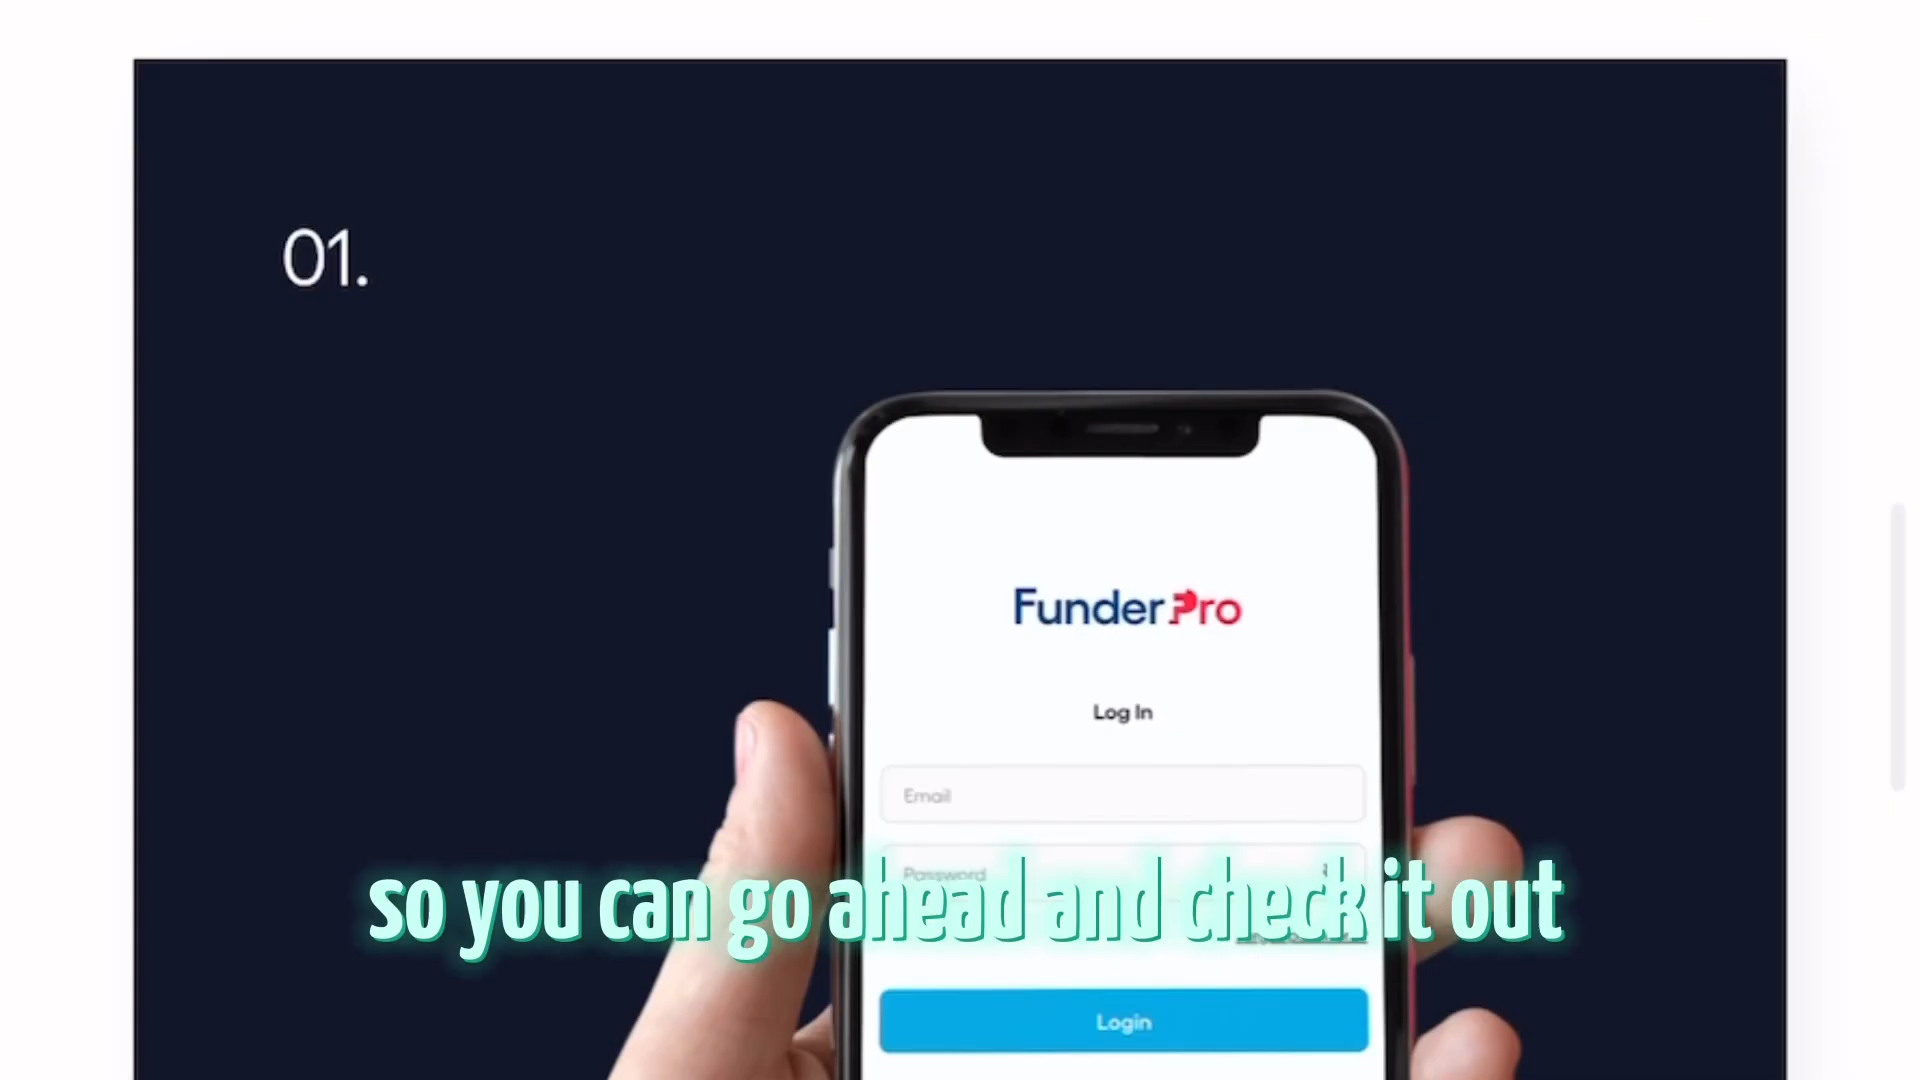 01.
FunderPro
Log In
Email
Password
so you can go ahead and check it out
Login